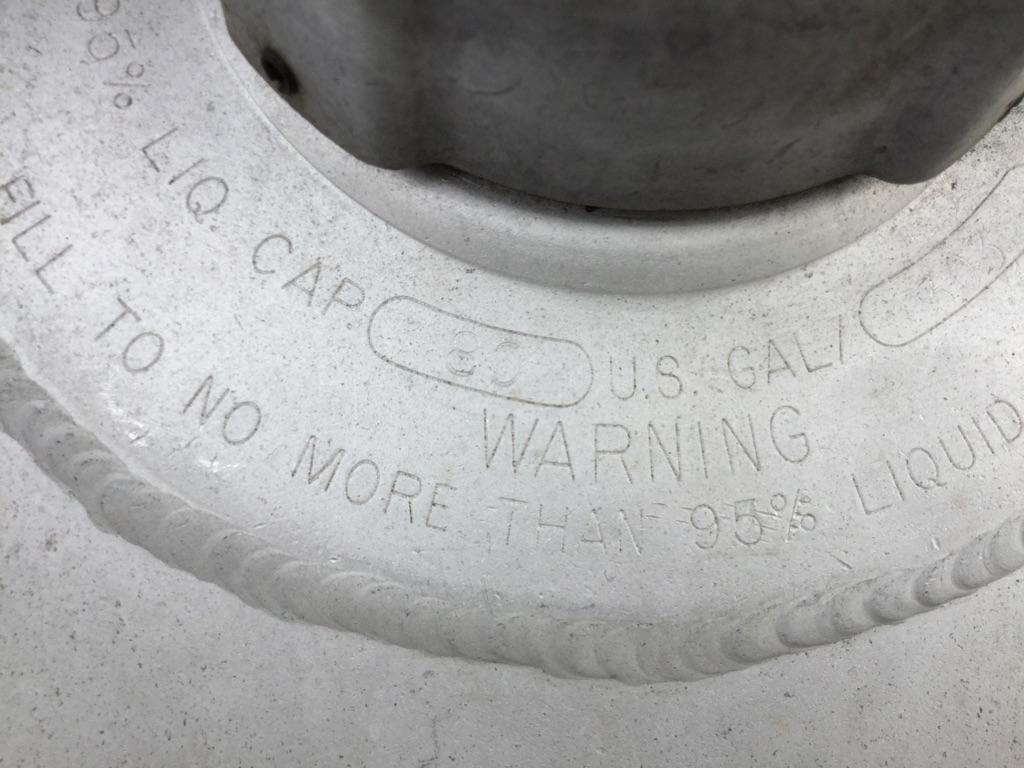 95% LIQ. CAP. U.S. GAL/
WARNING
FILL TO NO MORE THAN 95% LIQUID